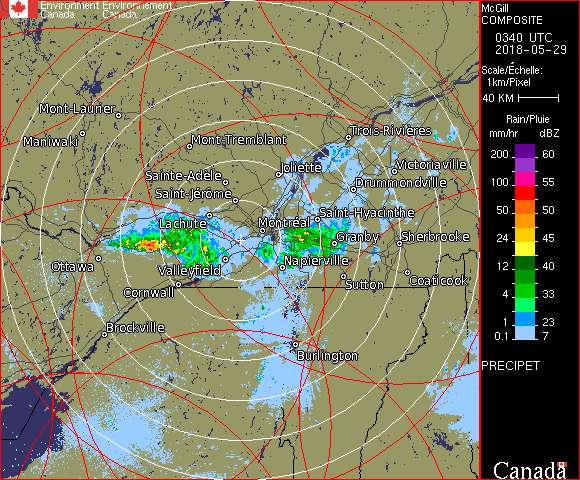 Environment Environnement
Canada Canada
McGill
COMPOSITE
0340 UTC
2018-05-29
Scale/Échelle:
1km/Pixel
40 KM
Rain/Pluie
mm/hr dBZ
200 60
100 55
50 50
24 45
12 40
4 33
1 23
0.1 7
PRECIPET
Canada
Mont-Laurier
Maniwaki
Mont-Tremblant
Trois-Rivières
Sainte-Adèle
Joliette
Victoriaville
Drummondville
Saint-Jérôme
Lachute
Montréal
Saint-Hyacinthe
Granby
Sherbrooke
Ottawa
Valleyfield
Napierville
Cornwall
Sutton
Coaticook
Brockville
Burlington